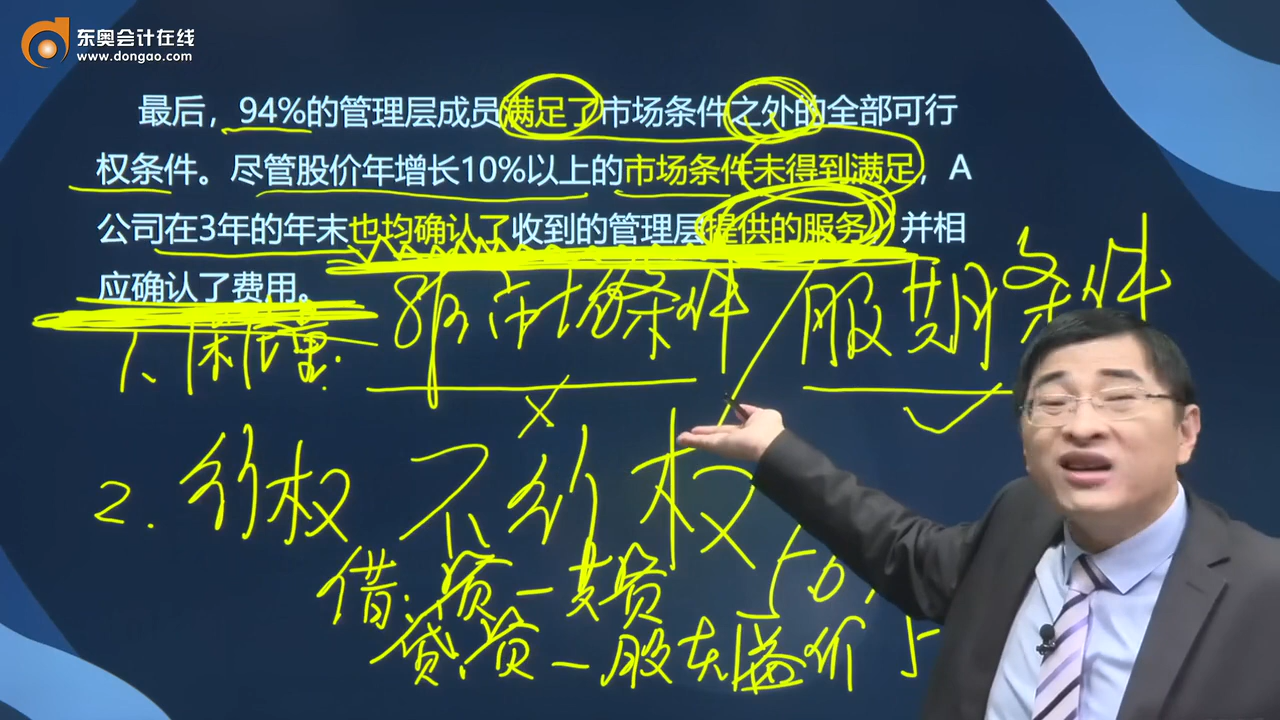 东奥会计在线
www.dongao.com
最后，94%的管理层成员满足了市场条件之外的全部可行
权条件。尽管股价年增长10%以上的市场条件未得到满足，A
公司在3年的年末也均确认了收到的管理层提供的服务，并相
应确认了费用。
市场条件 服 期 条件
1、
2. 行权 不行权
借: 资一其资 50
贷: 资一股本溢价 5